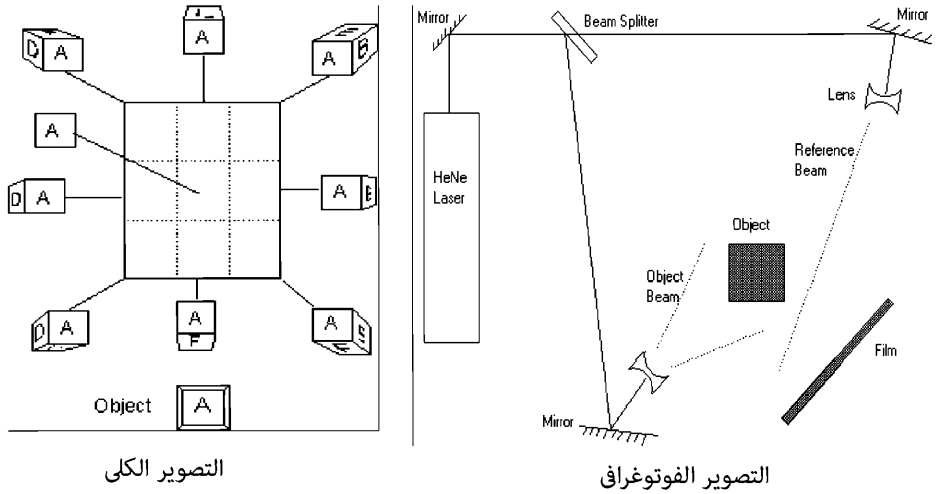 D A
A
A B
A
D A
A E
D A
A
F
A
Object A
التصوير الكلى
Mirror
Beam Splitter
Mirror
Lens
HeNe
Laser
Reference
Beam
Object
Object
Beam
Film
Mirror
التصوير الفوتوغرافى